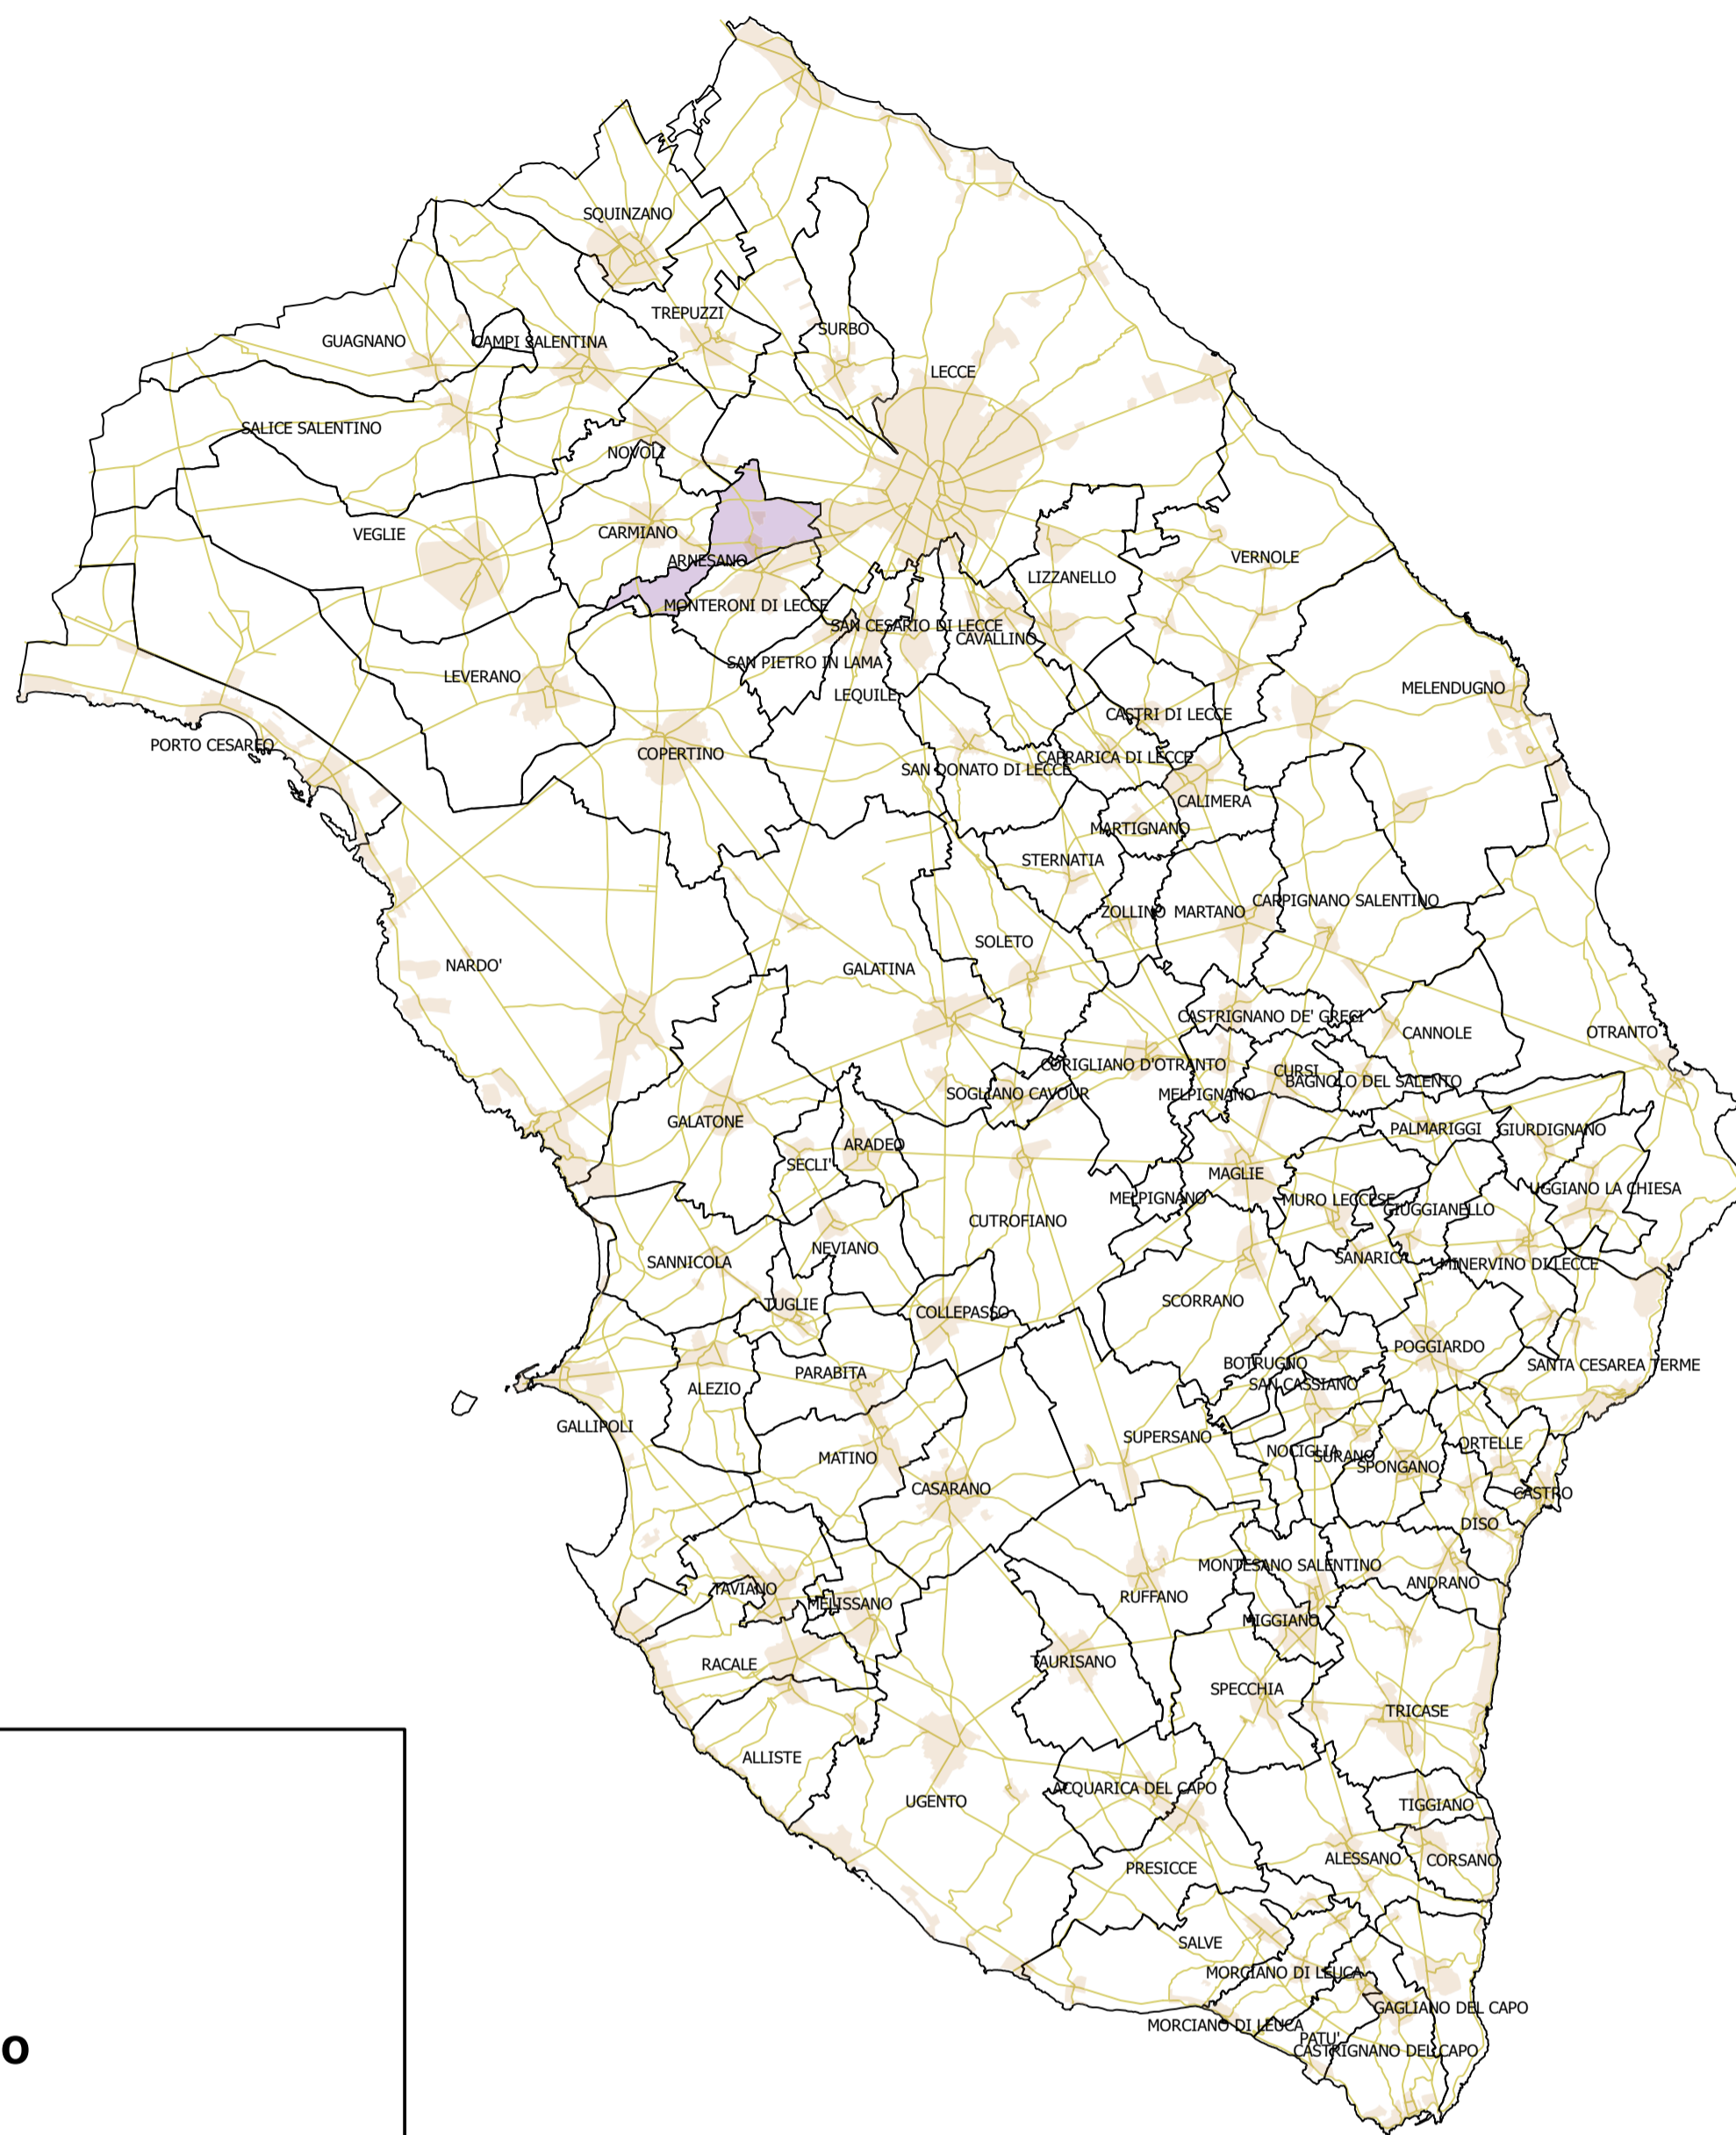 SQUINZANO
TREPUZZI
SURBO
GUAGNANO
CAMPI SALENTINA
LECCE
SALICE SALENTINO
NOVOLI
VEGLIE
CARMIANO
ARNESANO
VERNOLE
LIZZANELLO
MONTERONI DI LECCE
SAN CESARIO DI LECCE
CAVALLINO
SAN PIETRO IN LAMA
LEVERANO
LEQUILE
MELENDUGNO
CASTRI DI LECCE
PORTO CESAREO
COPERTINO
CAPRARICA DI LECCE
SAN DONATO DI LECCE
CALIMERA
MARTIGNANO
STERNATIA
CARPIGNANO SALENTINO
ZOLLINO
MARTANO
SOLETO
NARDO'
GALATINA
CASTRIGNANO DE' GRECI
CANNOLE
OTRANTO
CORIGLIANO D'OTRANTO
CURSI
BAGNOLO DEL SALENTO
SOGLIANO CAVOUR
MELPIGNANO
GALATONE
PALMARIGGI
GIURDIGNANO
ARADEO
SECLI'
MAGLIE
UGGIANO LA CHIESA
MELPIGNANO
MURO LECCESE
GIUGGIANELLO
CUTROFIANO
NEVIANO
SANNICOLA
SANARICA
MINERVINO DI LECCE
TUGLIE
SCORRANO
COLLEPASSO
POGGIARDO
BOTRUGNO
SANTA CESAREA TERME
PARABITA
SAN CASSIANO
ALEZIO
GALLIPOLI
SUPERSANO
ORTELLE
NOCIGLIA
SURANO
MATINO
SPONGANO
CASARANO
CASTRO
DISO
MONTESANO SALENTINO
ANDRANO
TAVIANO
RUFFANO
MELISSANO
MIGGIANO
TAURISANO
RACALE
SPECCHIA
TRICASE
ALLISTE
ACQUARICA DEL CAPO
UGENTO
TIGGIANO
ALESSANO
CORSANO
PRESICCE
SALVE
MORCIANO DI LEUCA
GAGLIANO DEL CAPO
MORCIANO DI LEUCA
PATU'
CASTRIGNANO DEL CAPO
o